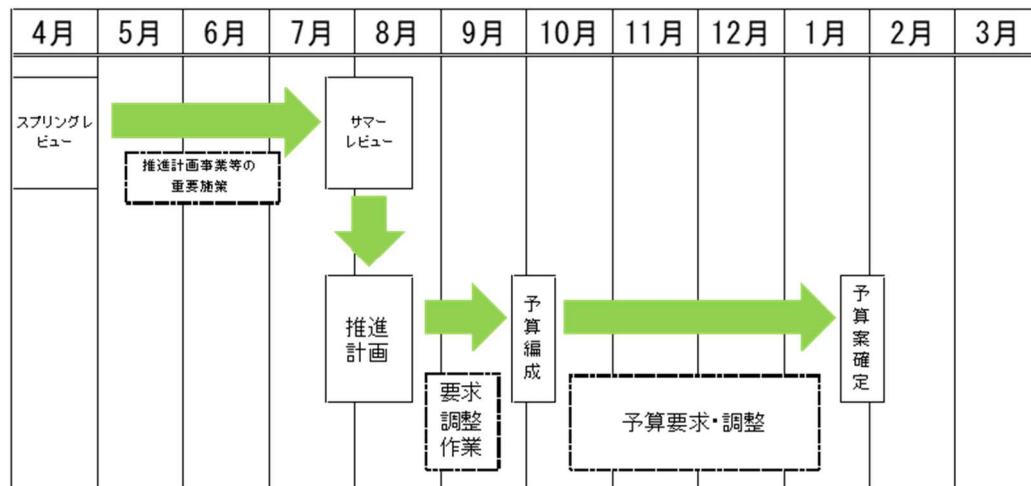 4月 5月 6月 7月 8月 9月 10月 11月 12月 1月 2月 3月
スプリングレ
ビュー
サマー
レビュー
推進計画事業等の
重要施策
推進
計画
予算編成
予算案確定
要求
調整
作業
予算要求・調整